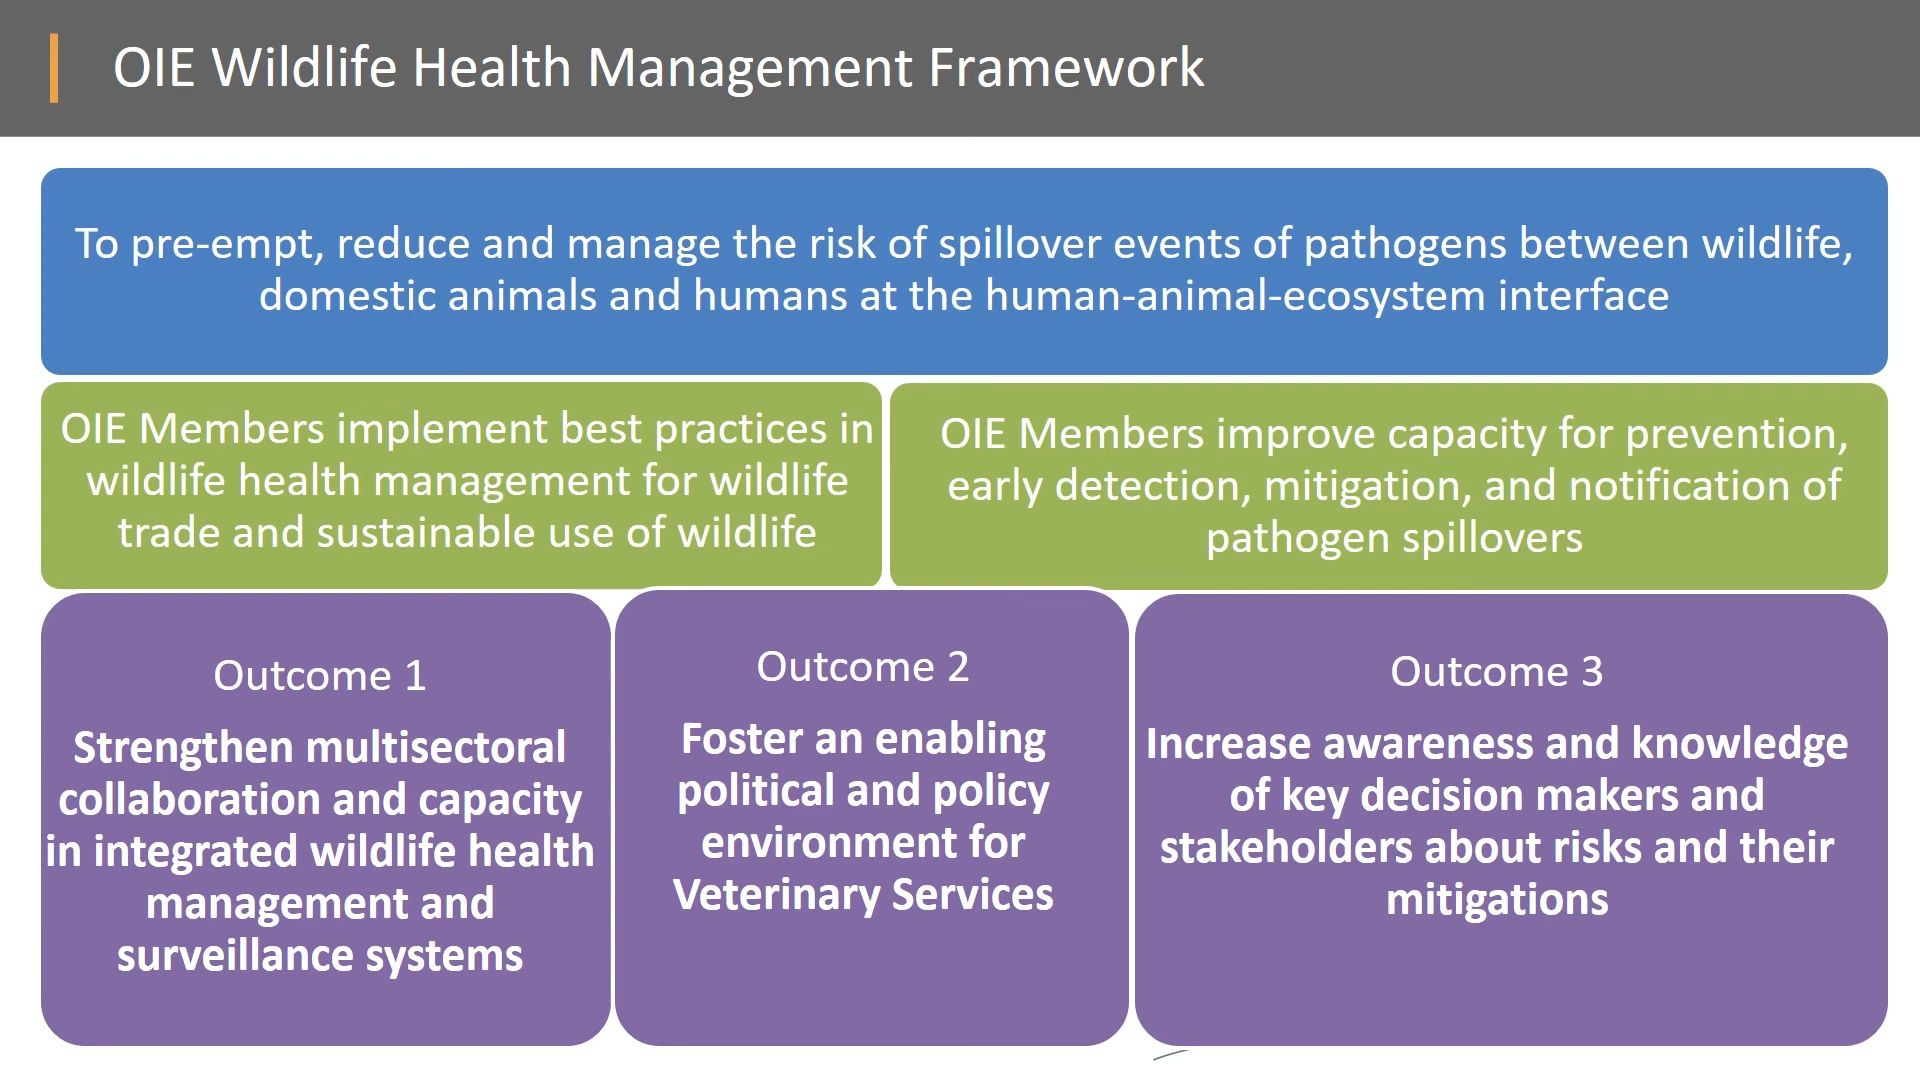 OIE Wildlife Health Management Framework
To pre-empt, reduce and manage the risk of spillover events of pathogens between wildlife,
domestic animals and humans at the human-animal-ecosystem interface
OIE Members implement best practices in
wildlife health management for wildlife
trade and sustainable use of wildlife
OIE Members improve capacity for prevention,
early detection, mitigation, and notification of
pathogen spillovers
Outcome 1
Strengthen multisectoral
collaboration and capacity
in integrated wildlife health
management and
surveillance systems
Outcome 2
Foster an enabling
political and policy
environment for
Veterinary Services
Outcome 3
Increase awareness and knowledge
of key decision makers and
stakeholders about risks and their
mitigations